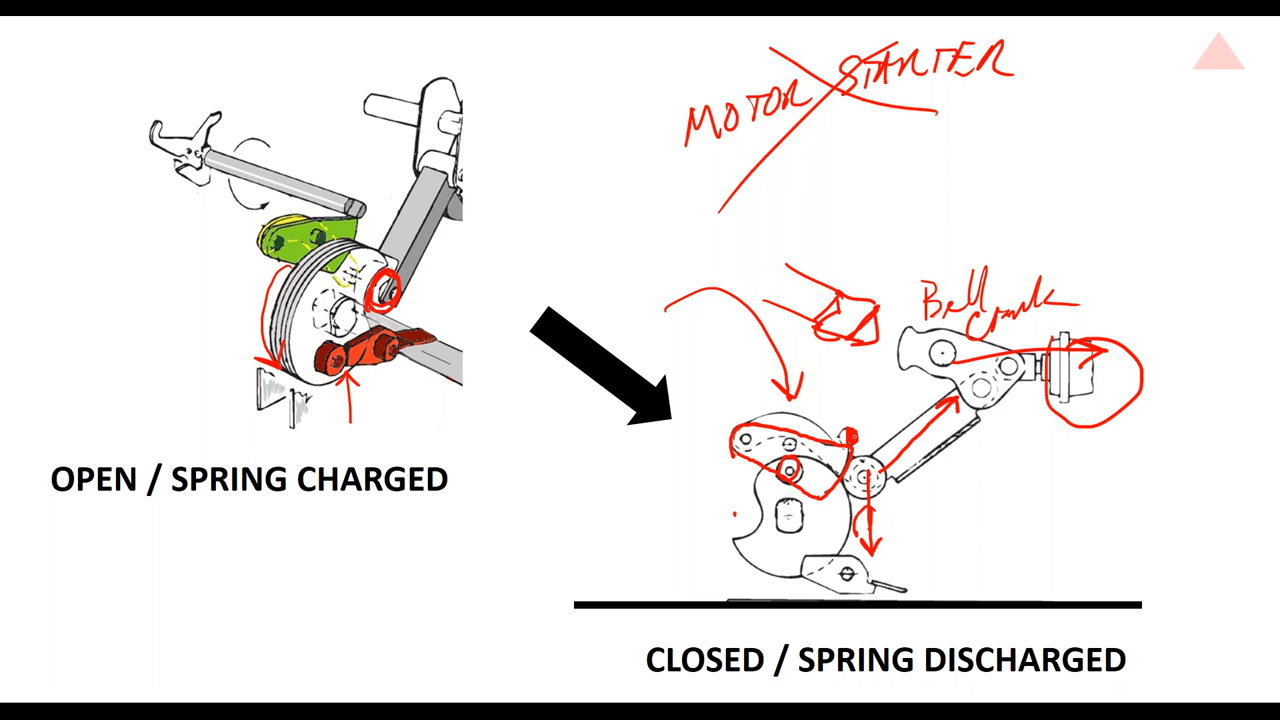 MOTOR STARTER
Bell
Crank
OPEN / SPRING CHARGED
CLOSED / SPRING DISCHARGED